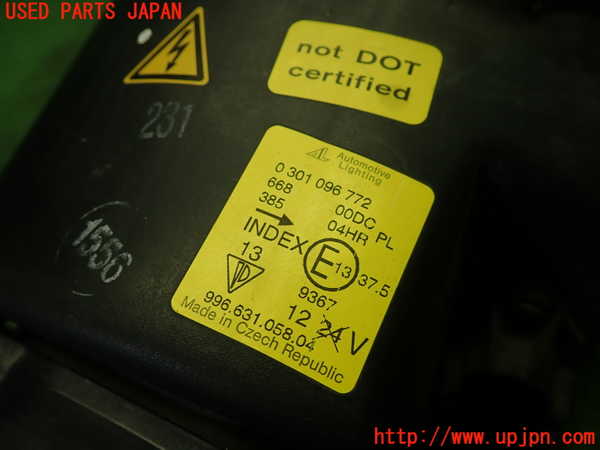 USED PARTS JAPAN
not DOT
certified
231
Automotive
Lighting
0 301 096 772
668 00DC PL
385 04HR
INDEX E 13 37.5
13
9367
12 24 V
996.631.058.04
Made in Czech Republic
1556
http://www.upjpn.com